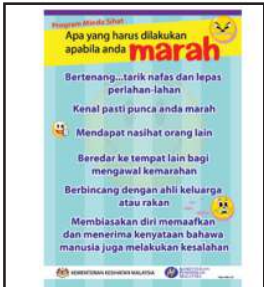 Program Minda Sihat
Apa yang harus dilakukan
apabila anda marah
Bertenang...tarik nafas dan lepas
perlahan-lahan
Kenal pasti punca anda marah
Mendapat nasihat orang lain
Beredar ke tempat lain bagi
mengawal kemarahan
Berbincang dengan ahli keluarga
atau rakan
Membiasakan diri memaafkan
dan menerima kenyataan bahawa
manusia juga melakukan kesalahan
KEMENTERIAN KESIHATAN MALAYSIA